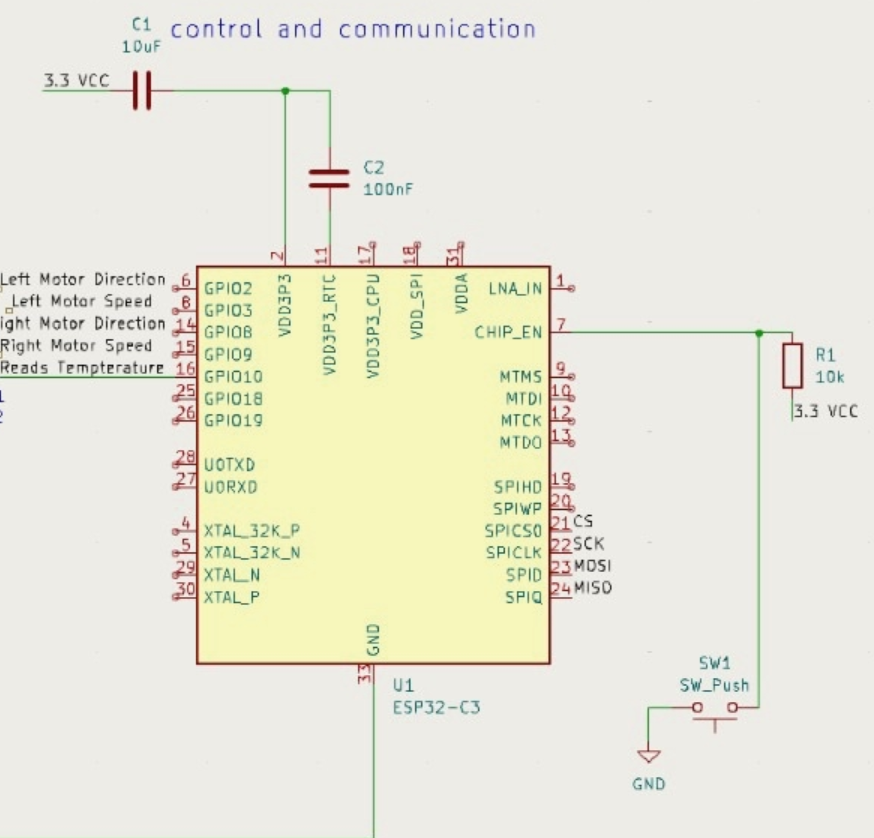 C1
10uF
control and communication
3.3 VCC
C2
100nF
2
11
17
18
31
Left Motor Direction
6
GPIO2
Left Motor Speed
8
GPIO3
ight Motor Direction
14
GPIO8
Right Motor Speed
15
GPIO9
Reads Tempterature
16
GPIO10
25
GPIO18
26
GPIO19
28
U0TXD
27
U0RXD
4
XTAL_32K_P
5
XTAL_32K_N
29
XTAL_N
30
XTAL_P
VDD3P3
VDD3P3_RTC
VDD3P3_CPU
VDD_SPI
VDDA
LNA_IN
1
CHIP_EN
7
MTMS
9
MTDI
10
MTCK
12
MTDO
13
SPIHD
19
SPIWP
20
SPICS0
21
CS
SPICLK
22
SCK
SPID
23
MOSI
SPIQ
24
MISO
R1
10k
3.3 VCC
GND
33
U1
ESP32-C3
SW1
SW_Push
GND